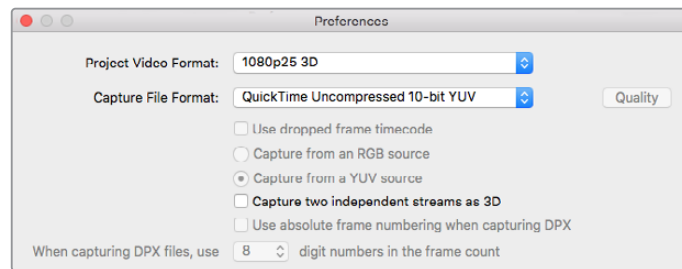 Preferences
Project Video Format: 1080p25 3D
Capture File Format: QuickTime Uncompressed 10-bit YUV Quality
Use dropped frame timecode
Capture from an RGB source
Capture from a YUV source
Capture two independent streams as 3D
Use absolute frame numbering when capturing DPX
When capturing DPX files, use 8 digit numbers in the frame count